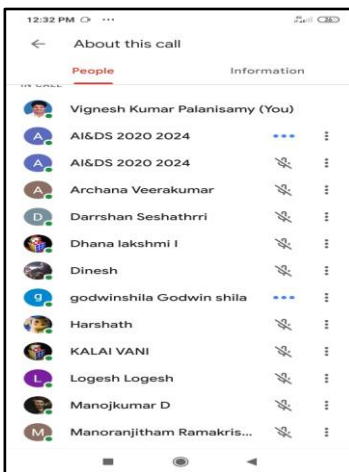 12:32 PM
About this call
People Information
IN CALL
Vignesh Kumar Palanisamy (You)
A AI&DS 2020 2024
A AI&DS 2020 2024
A Archana Veerakumar
D Darrshan Seshathrri
Dhana lakshmi I
Dinesh
g godwinshila Godwin shila
Harshath
KALAI VANI
L Logesh Logesh
Manojkumar D
M Manoranjitham Ramakris...